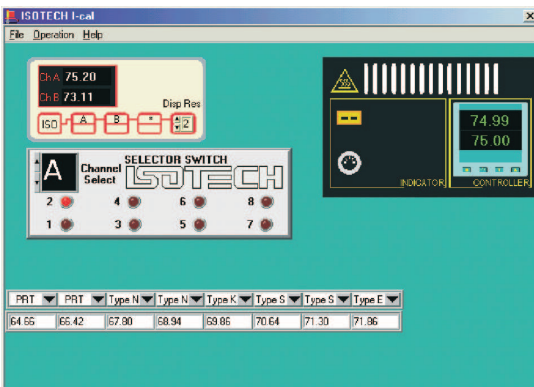 ISOTECH I-cal
File Operation Help
Ch A 75.20
Ch B 73.11
Disp Res
ISO A B * 2
74.99
75.00
INDICATOR CONTROLLER
A Channel Select SELECTOR SWITCH
ISOTECH
2 4 6 8
1 3 5 7
PRT PRT Type N Type N Type K Type S Type S Type E
64.66 66.42 67.80 68.94 69.86 70.64 71.30 71.86